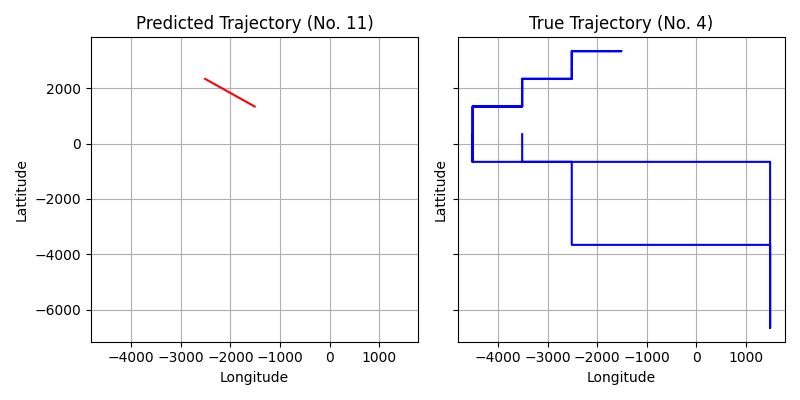 Predicted Trajectory (No. 11)
True Trajectory (No. 4)
2000
0
−2000
−4000
−6000
Lattitude
Lattitude
−4000 −3000 −2000 −1000 0 1000
−4000 −3000 −2000 −1000 0 1000
Longitude
Longitude